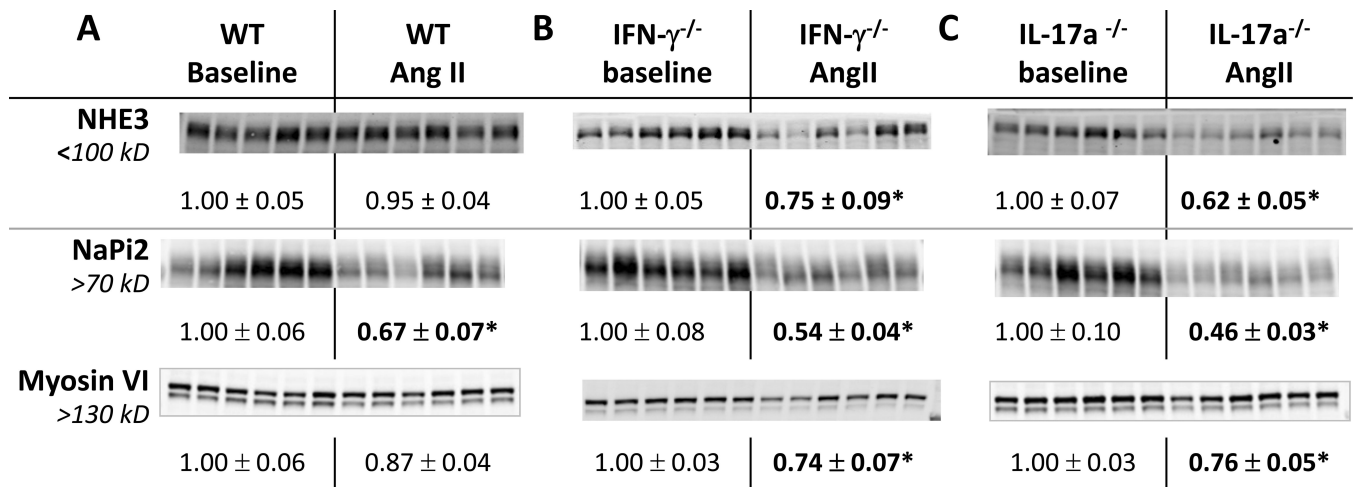 A WT WT B IFN-γ-/- IFN-γ-/- C IL-17a -/- IL-17a-/-
Baseline Ang II baseline AngII baseline AngII
NHE3
<100 kD
1.00 ± 0.05 0.95 ± 0.04 1.00 ± 0.05 0.75 ± 0.09* 1.00 ± 0.07 0.62 ± 0.05*
NaPi2
>70 kD
1.00 ± 0.06 0.67 ± 0.07* 1.00 ± 0.08 0.54 ± 0.04* 1.00 ± 0.10 0.46 ± 0.03*
Myosin VI
>130 kD
1.00 ± 0.06 0.87 ± 0.04 1.00 ± 0.03 0.74 ± 0.07* 1.00 ± 0.03 0.76 ± 0.05*